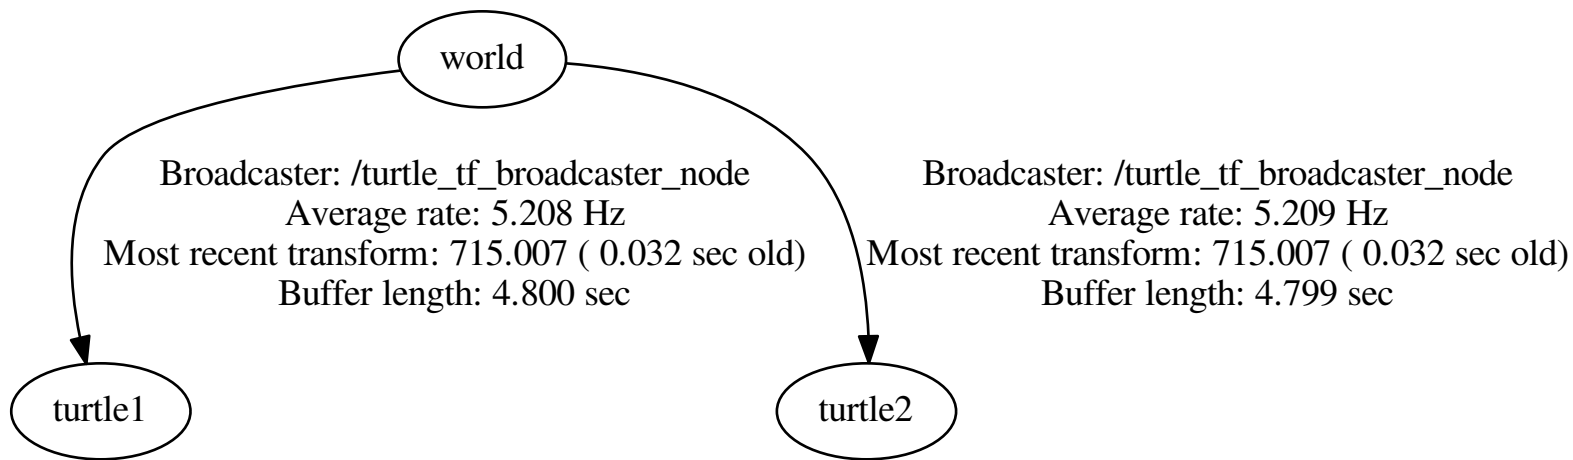 world
Broadcaster: /turtle_tf_broadcaster_node
Average rate: 5.208 Hz
Most recent transform: 715.007 ( 0.032 sec old)
Buffer length: 4.800 sec
Broadcaster: /turtle_tf_broadcaster_node
Average rate: 5.209 Hz
Most recent transform: 715.007 ( 0.032 sec old)
Buffer length: 4.799 sec
turtle1
turtle2